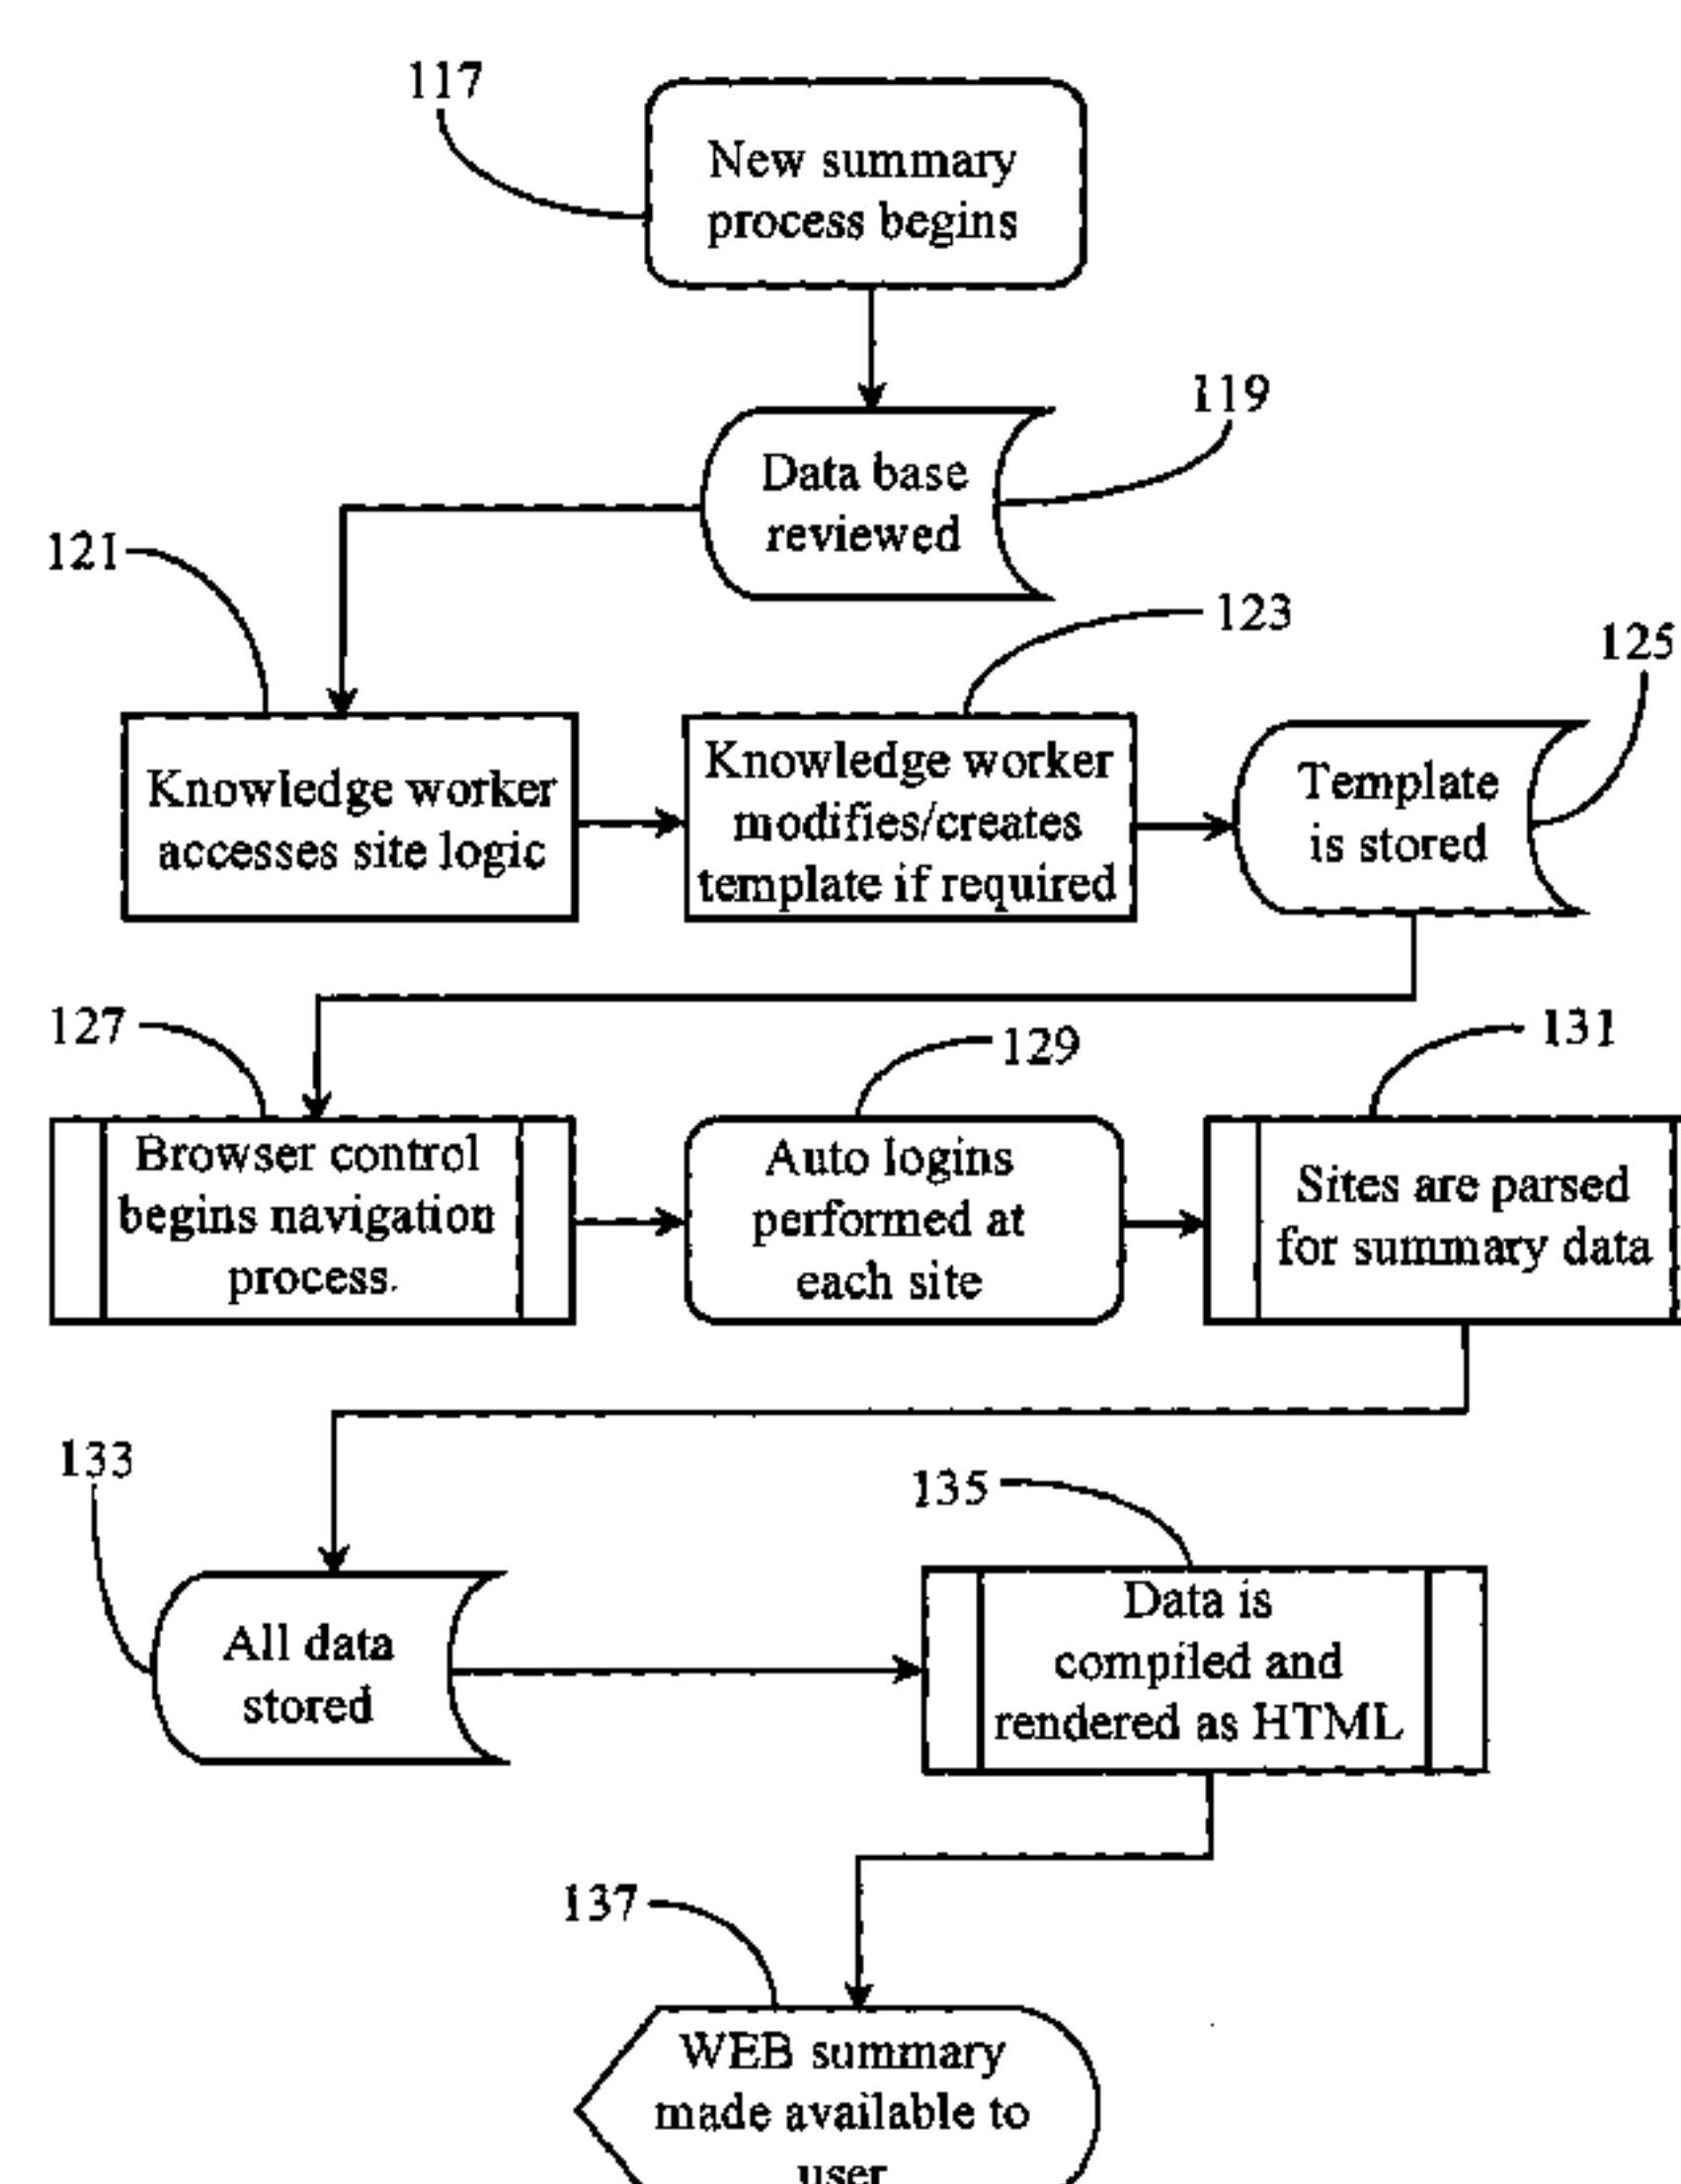 117
New summary
process begins
119
Data base
reviewed
121
123
125
Knowledge worker
accesses site logic
Knowledge worker
modifies/creates
template if required
Template
is stored
127
129
131
Browser control
begins navigation
process.
Auto logins
performed at
each site
Sites are parsed
for summary data
133
135
All data
stored
Data is
compiled and
rendered as HTML
137
WEB summary
made available to
user